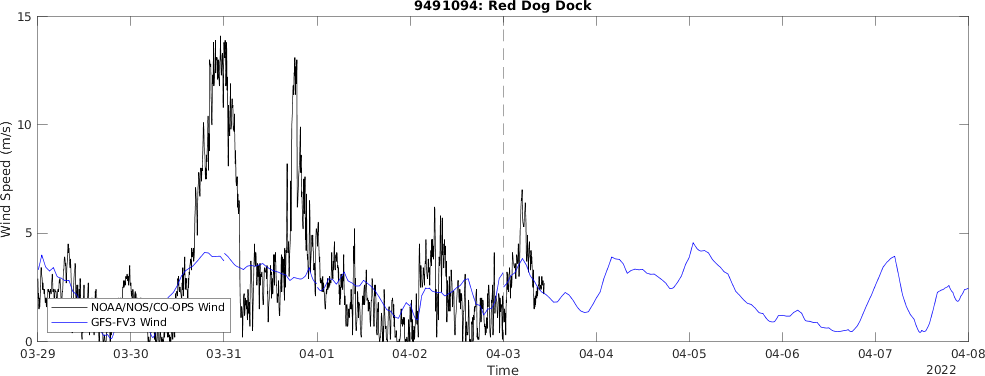 9491094: Red Dog Dock
15
10
5
0
Wind Speed (m/s)
NOAA/NOS/CO-OPS Wind
GFS-FV3 Wind
03-29 03-30 03-31 04-01 04-02 04-03 04-04 04-05 04-06 04-07 04-08
Time
2022